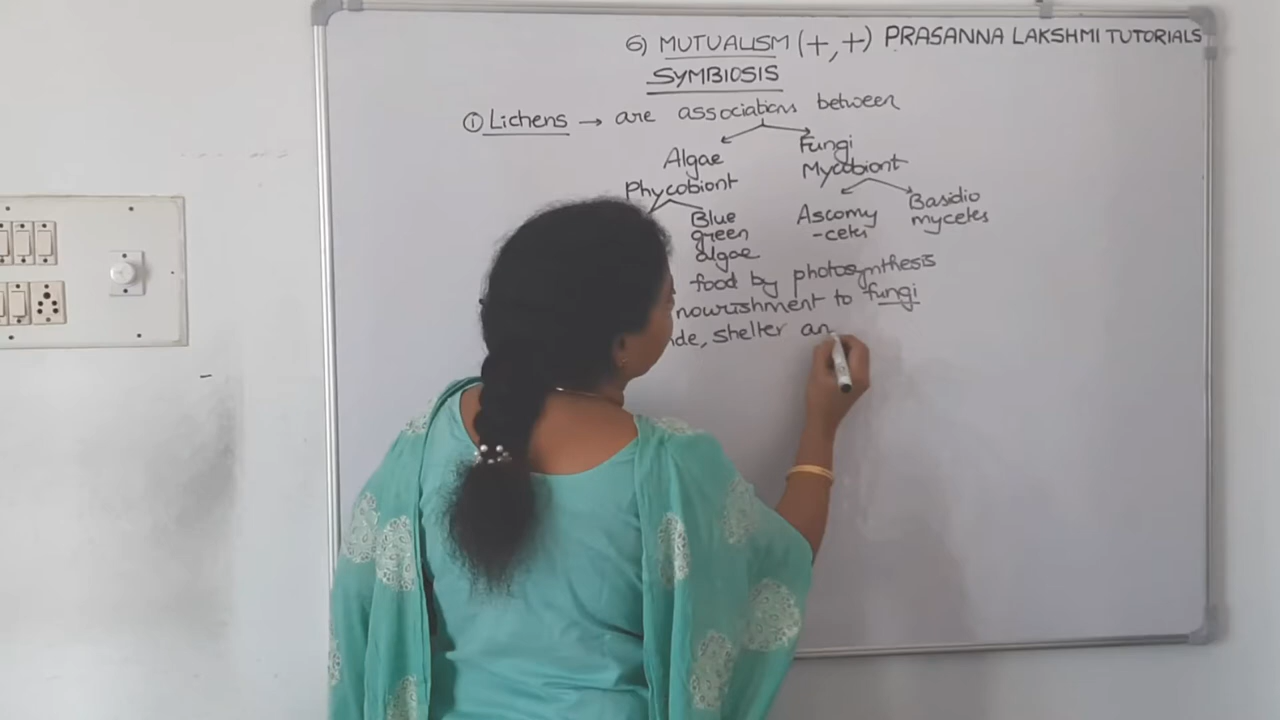 6) MUTUALISM (+,+) PRASANNA LAKSHMI TUTORIALS
SYMBIOSIS
① Lichens → are associations between
Algae Fungi
Phycobiont Mycobiont
Blue green algae
Ascomy-cetes
Basidio mycetes
food by photosynthesis
nourishment to fungi
shelter an